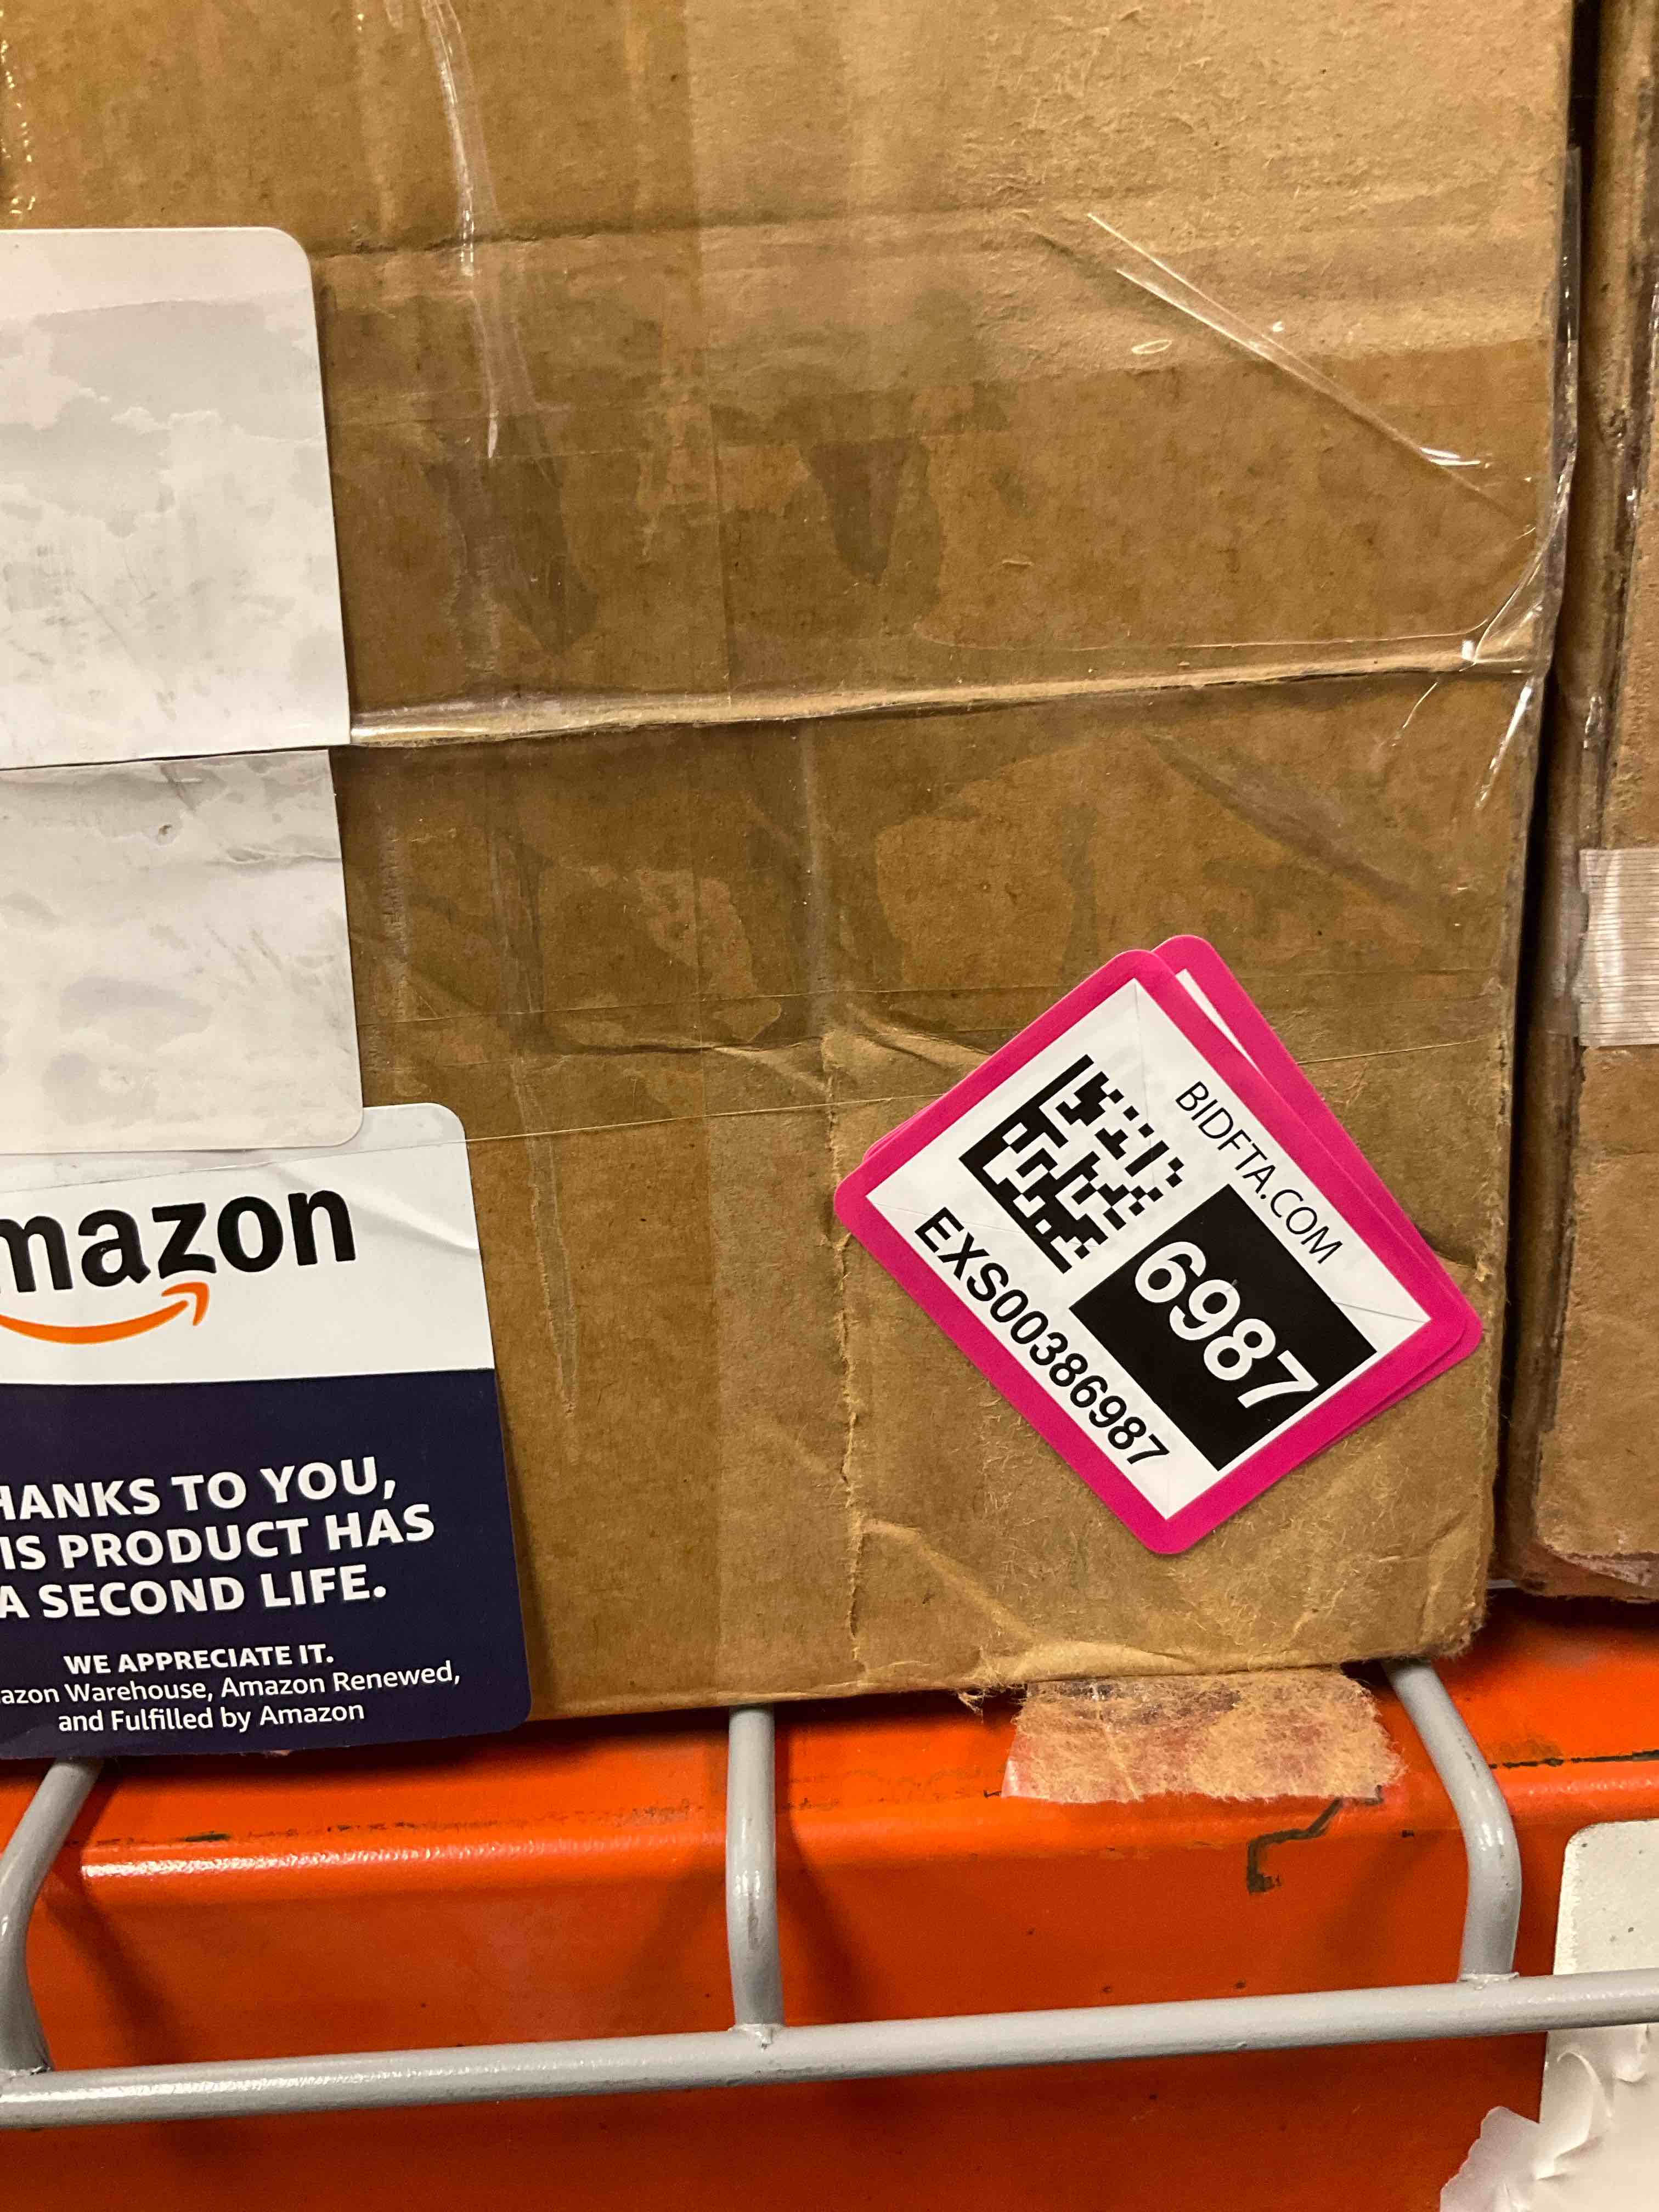 mazon
HANKS TO YOU,
IS PRODUCT HAS
A SECOND LIFE.
WE APPRECIATE IT.
azon Warehouse, Amazon Renewed,
and Fulfilled by Amazon
BIDFTA.COM
6987
EXS00386987